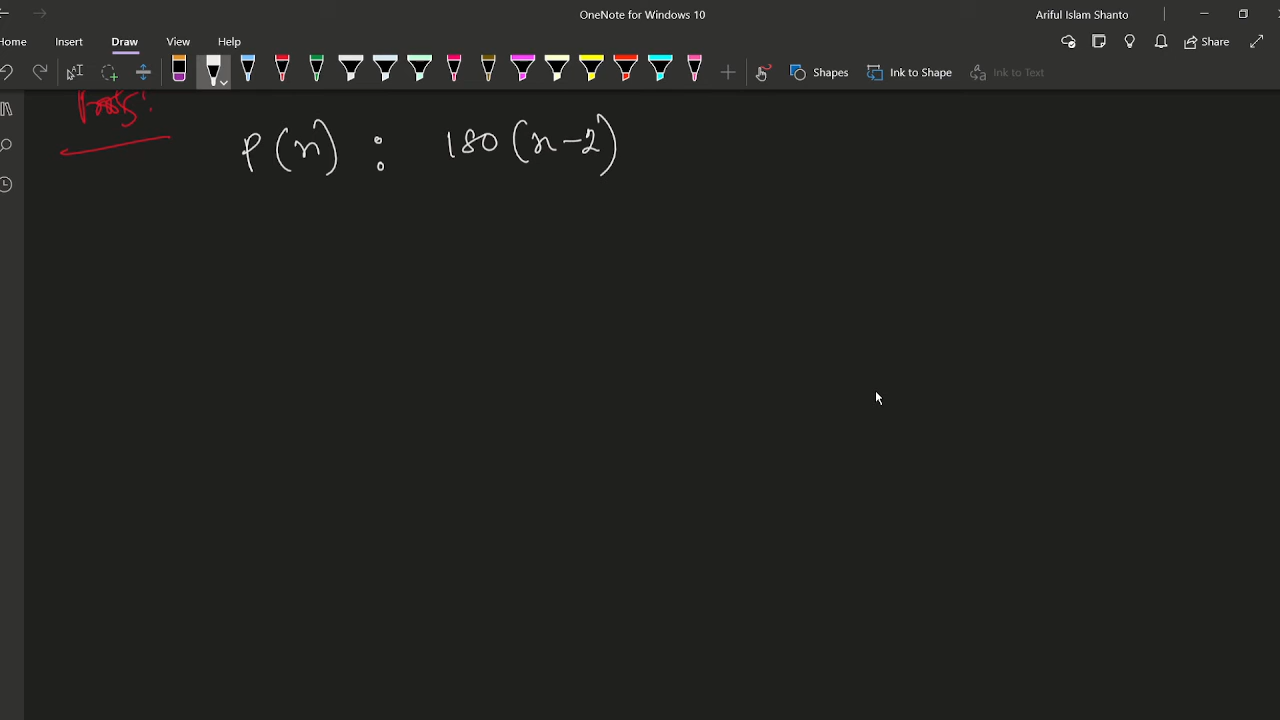 OneNote for Windows 10
Ariful Islam Shanto
Home Insert Draw View Help
Share
Shapes Ink to Shape Ink to Text
P(n) : 180(n-2)